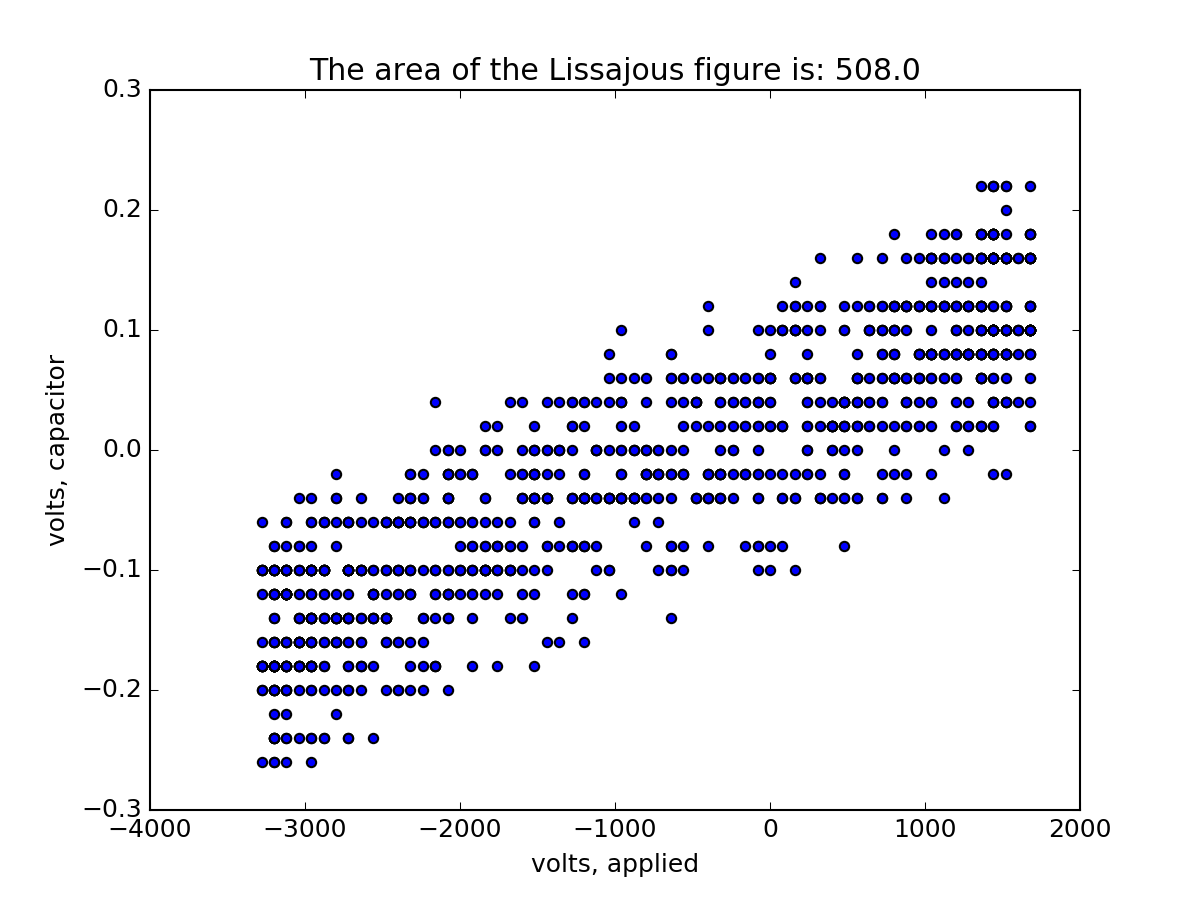 The area of the Lissajous figure is: 508.0
0.3
0.2
0.1
0.0
−0.1
−0.2
−0.3
volts, capacitor
−4000 −3000 −2000 −1000 0 1000 2000
volts, applied